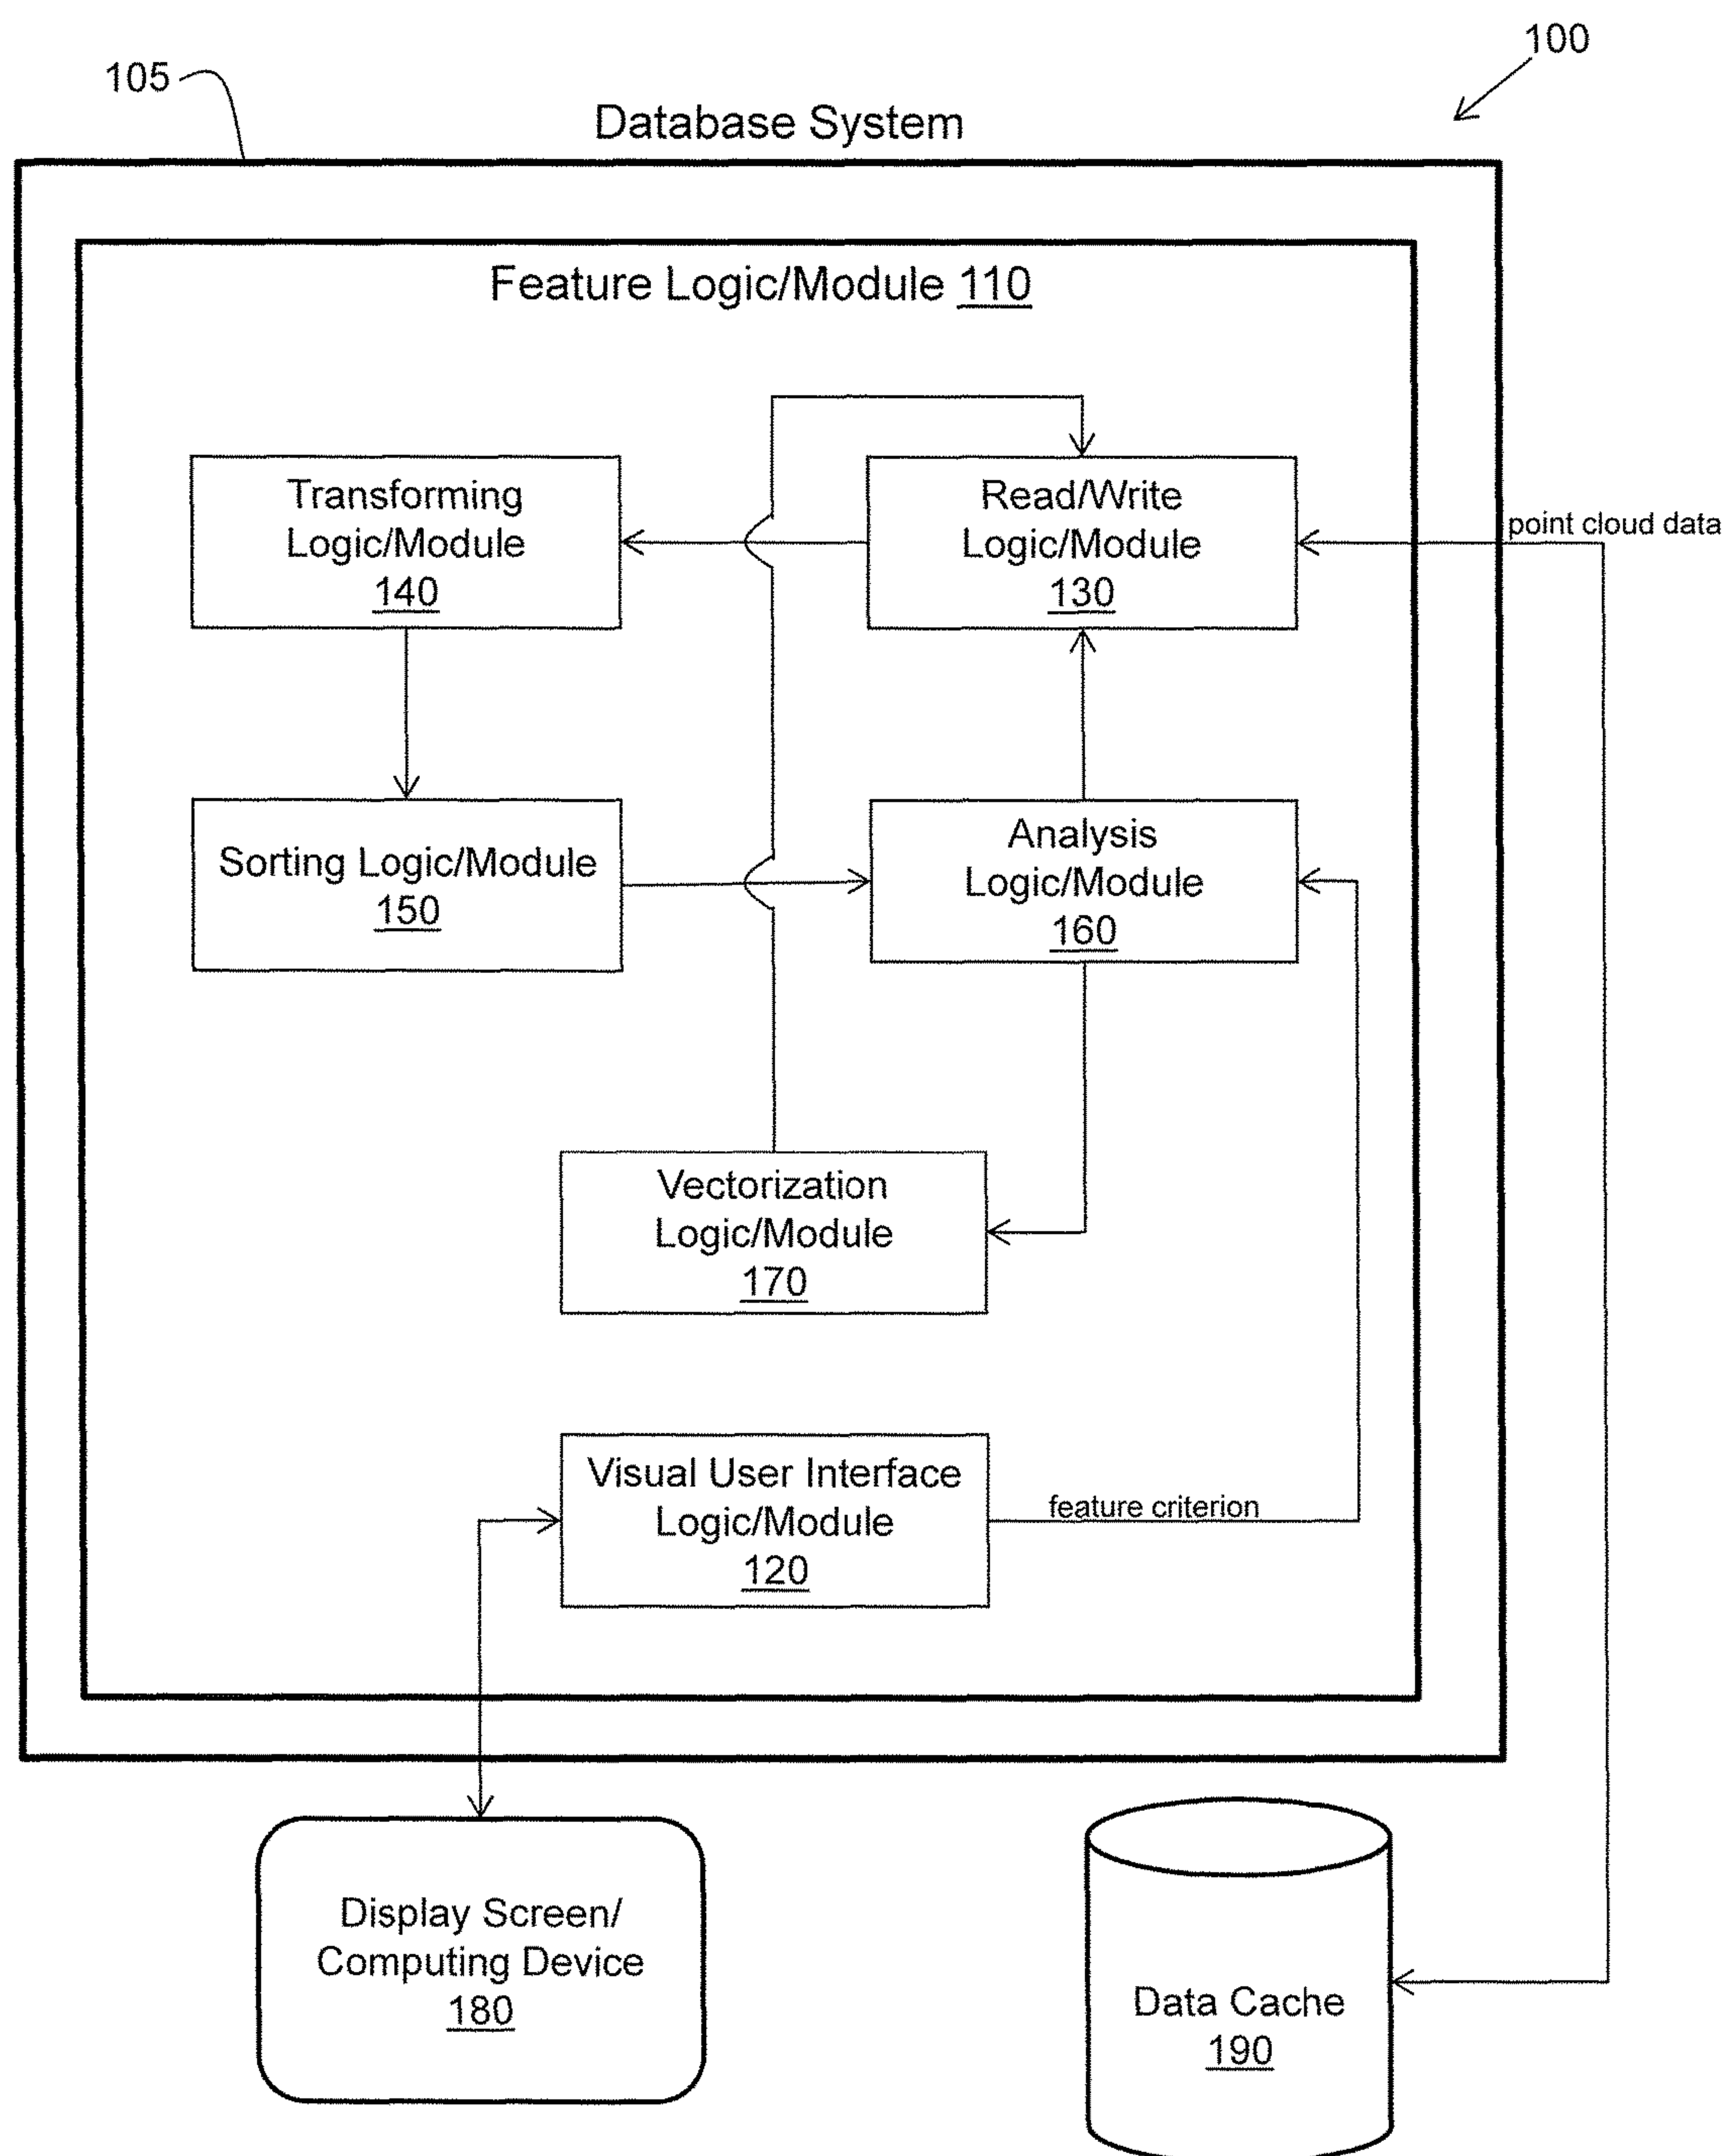 100
105
Database System
Feature Logic/Module 110
Transforming
Logic/Module
140
Read/Write
Logic/Module
130
point cloud data
Sorting Logic/Module
150
Analysis
Logic/Module
160
Vectorization
Logic/Module
170
Visual User Interface
Logic/Module
120
feature criterion
Display Screen/
Computing Device
180
Data Cache
190